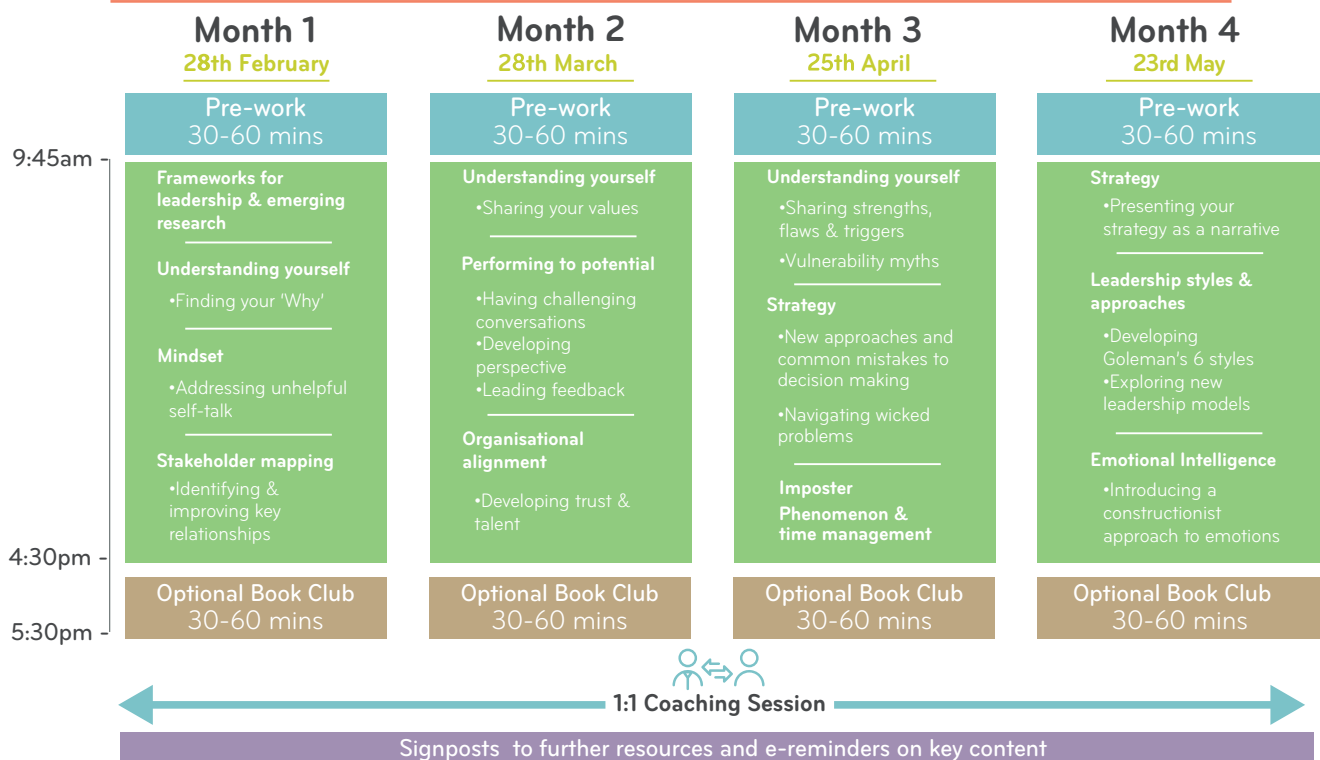 Month 1
28th February
Pre-work
30-60 mins
Frameworks for
leadership & emerging
research
Understanding yourself
•Finding your 'Why'
Mindset
•Addressing unhelpful
self-talk
Stakeholder mapping
•Identifying &
improving key
relationships
Optional Book Club
30-60 mins
Month 2
28th March
Pre-work
30-60 mins
Understanding yourself
•Sharing your values
Performing to potential
•Having challenging
conversations
•Developing
perspective
•Leading feedback
Organisational
alignment
•Developing trust &
talent
Optional Book Club
30-60 mins
Month 3
25th April
Pre-work
30-60 mins
Understanding yourself
•Sharing strengths,
flaws & triggers
•Vulnerability myths
Strategy
•New approaches and
common mistakes to
decision making
•Navigating wicked
problems
Imposter
Phenomenon &
time management
Optional Book Club
30-60 mins
Month 4
23rd May
Pre-work
30-60 mins
Strategy
•Presenting your
strategy as a narrative
Leadership styles &
approaches
•Developing
Goleman's 6 styles
•Exploring new
leadership models
Emotional Intelligence
•Introducing a
constructionist
approach to emotions
Optional Book Club
30-60 mins
9:45am -
4:30pm -
5:30pm -
1:1 Coaching Session
Signposts to further resources and e-reminders on key content